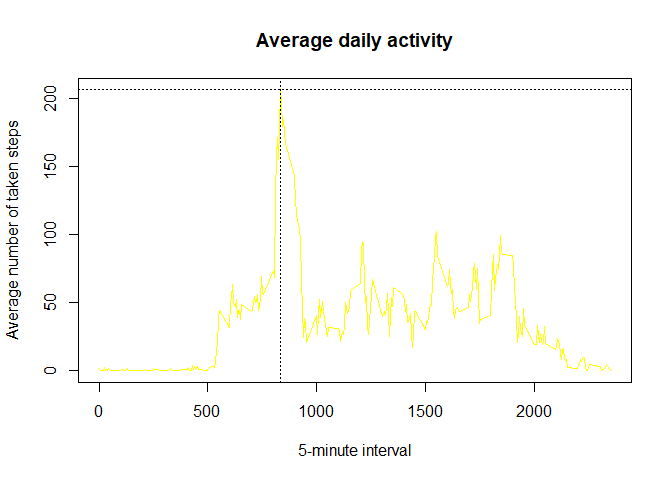 Average daily activity
Average number of taken steps
200
150
100
50
0
0 500 1000 1500 2000
5-minute interval